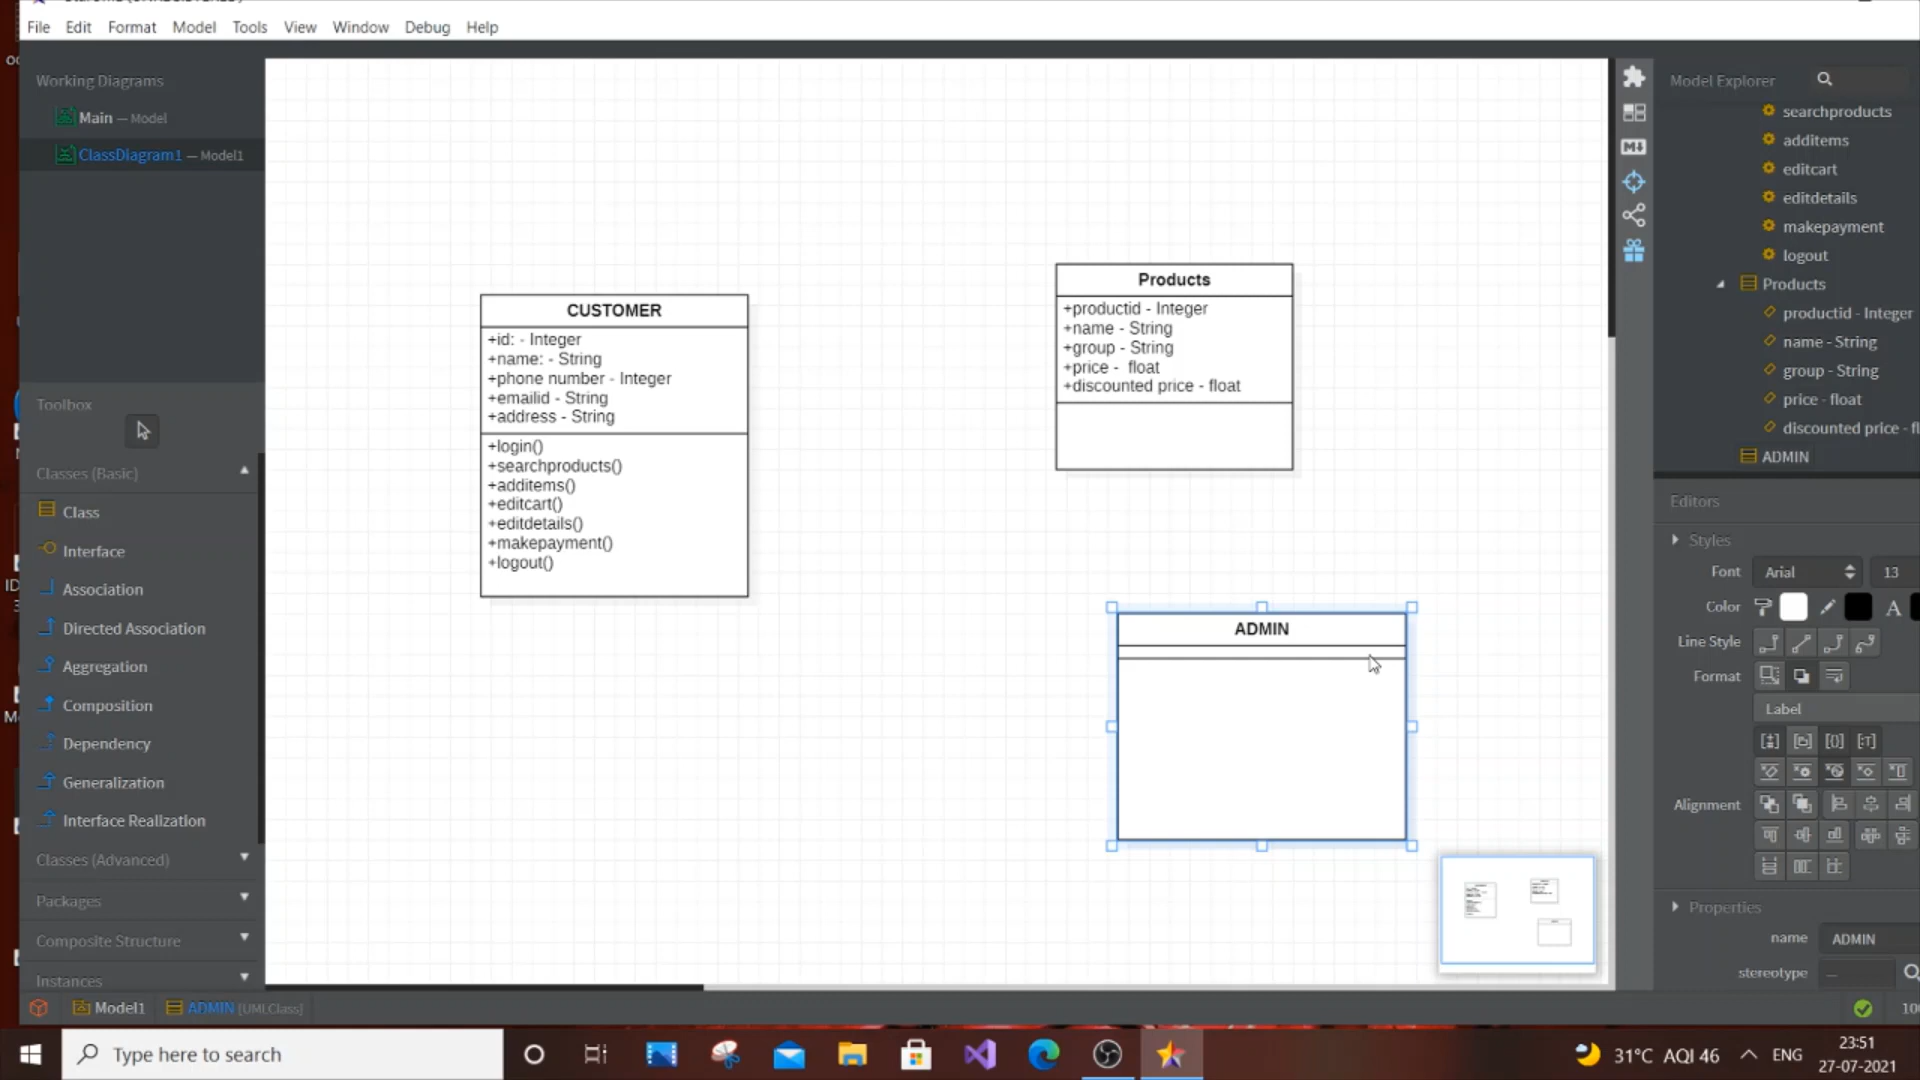 File Edit Format Model Tools View Window Debug Help
Working Diagrams
Main — Model
ClassDiagram1 — Model1
Toolbox
Classes (Basic)
Class
Interface
Association
Directed Association
Aggregation
Composition
Dependency
Generalization
Interface Realization
Classes (Advanced)
Packages
Composite Structure
Instances
CUSTOMER
+id: - Integer
+name: - String
+phone number - Integer
+emailid - String
+address - String
+login()
+searchproducts()
+additems()
+editcart()
+editdetails()
+makepayment()
+logout()
Products
+productid - Integer
+name - String
+group - String
+price - float
+discounted price - float
ADMIN
Model Explorer
searchproducts
additems
editcart
editdetails
makepayment
logout
Products
productid - Integer
name - String
group - String
price - float
discounted price - fl
ADMIN
Editors
Styles
Font Arial 13
Color A
Line Style
Format
Label
Alignment
Properties
name ADMIN
stereotype —
Model1 ADMIN [UMLClass]
Type here to search
31°C AQI 46 ENG
23:51
27-07-2021